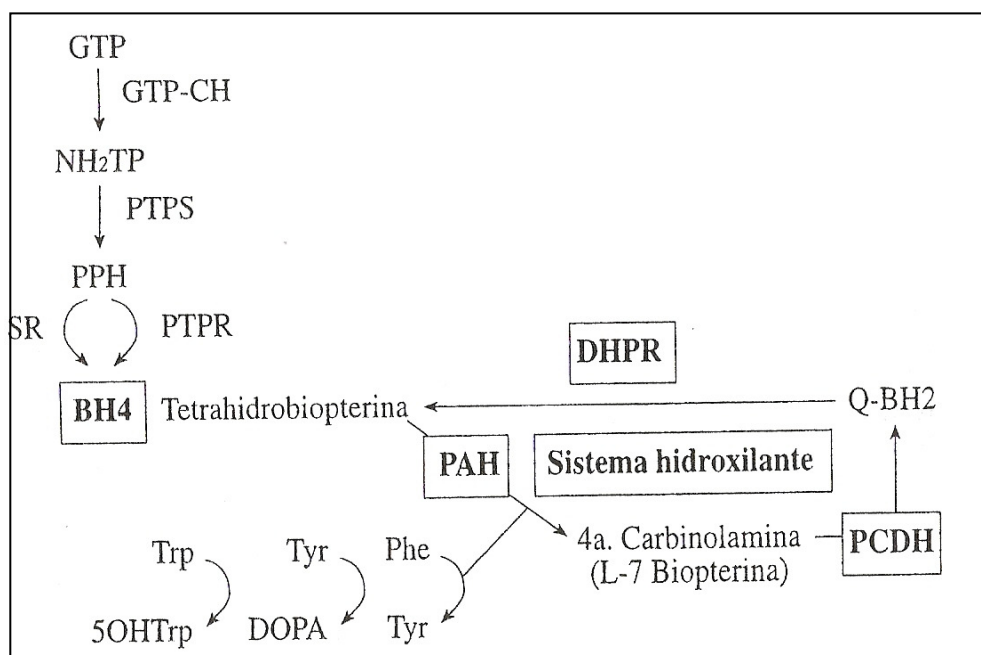 GTP
GTP-CH
NH₂TP
PTPS
PPH
SR
PTPR
DHPR
BH4
Tetrahidrobiopterina
Q-BH2
PAH
Sistema hidroxilante
4a. Carbinolamina
(L-7 Biopterina)
PCDH
Trp
Tyr
Phe
5OHTrp
DOPA
Tyr